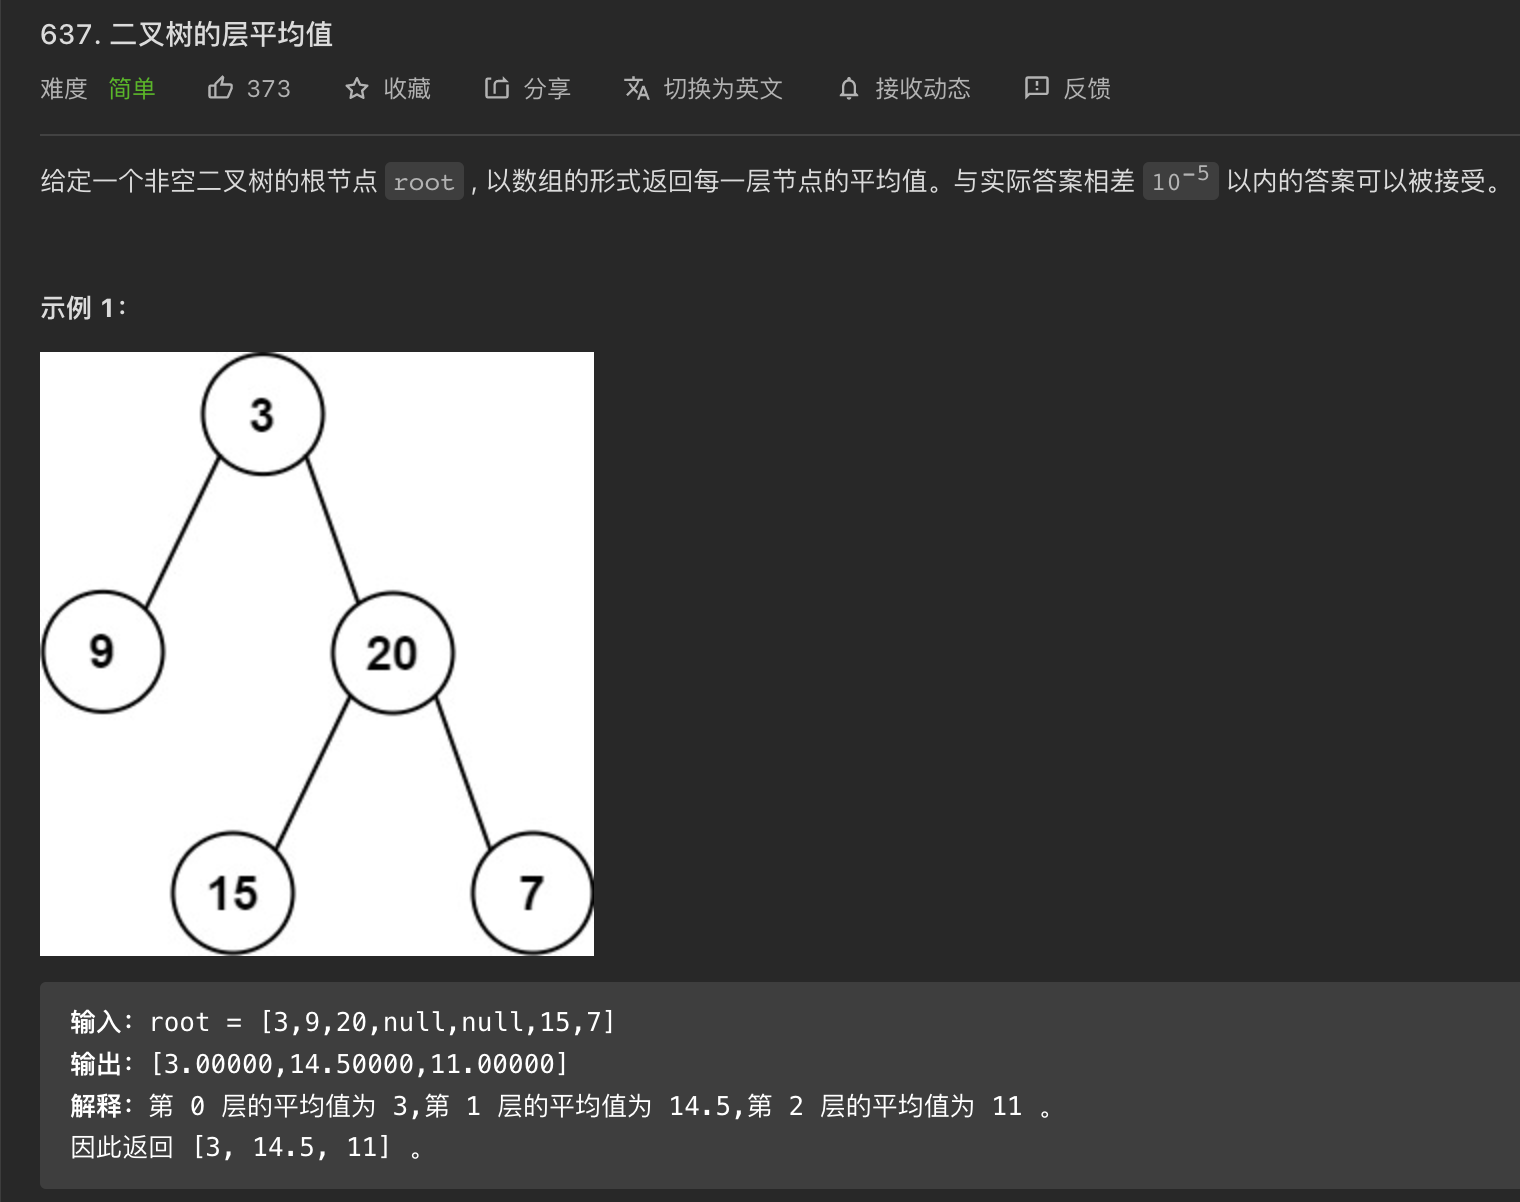 637. 二叉树的层平均值
难度 简单 373 收藏 分享 切换为英文 接收动态 反馈
给定一个非空二叉树的根节点 root , 以数组的形式返回每一层节点的平均值。与实际答案相差 10⁻⁵ 以内的答案可以被接受。
示例 1：
3
9 20
15 7
输入：root = [3,9,20,null,null,15,7]
输出：[3.00000,14.50000,11.00000]
解释：第 0 层的平均值为 3,第 1 层的平均值为 14.5,第 2 层的平均值为 11 。
因此返回 [3, 14.5, 11] 。